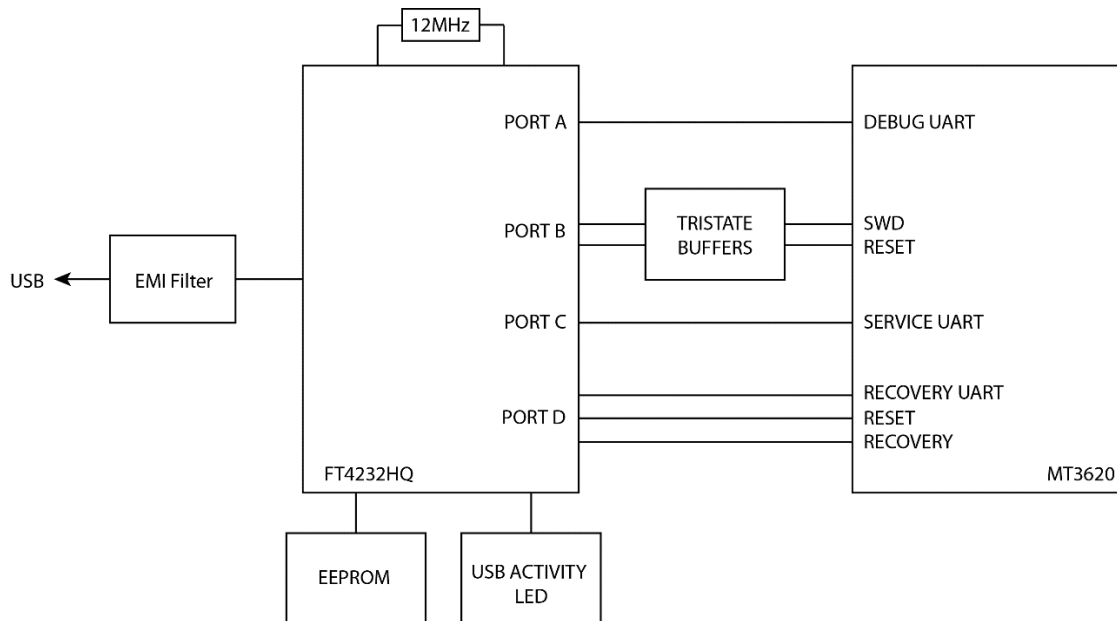 12MHz
PORT A
DEBUG UART
PORT B
TRISTATE
BUFFERS
SWD
RESET
USB
EMI Filter
PORT C
SERVICE UART
PORT D
RECOVERY UART
RESET
RECOVERY
FT4232HQ
MT3620
EEPROM
USB ACTIVITY
LED